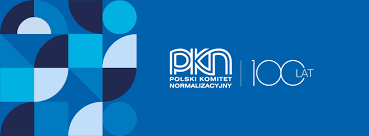 PKN
POLSKI KOMITET
NORMALIZACYJNY
100 LAT